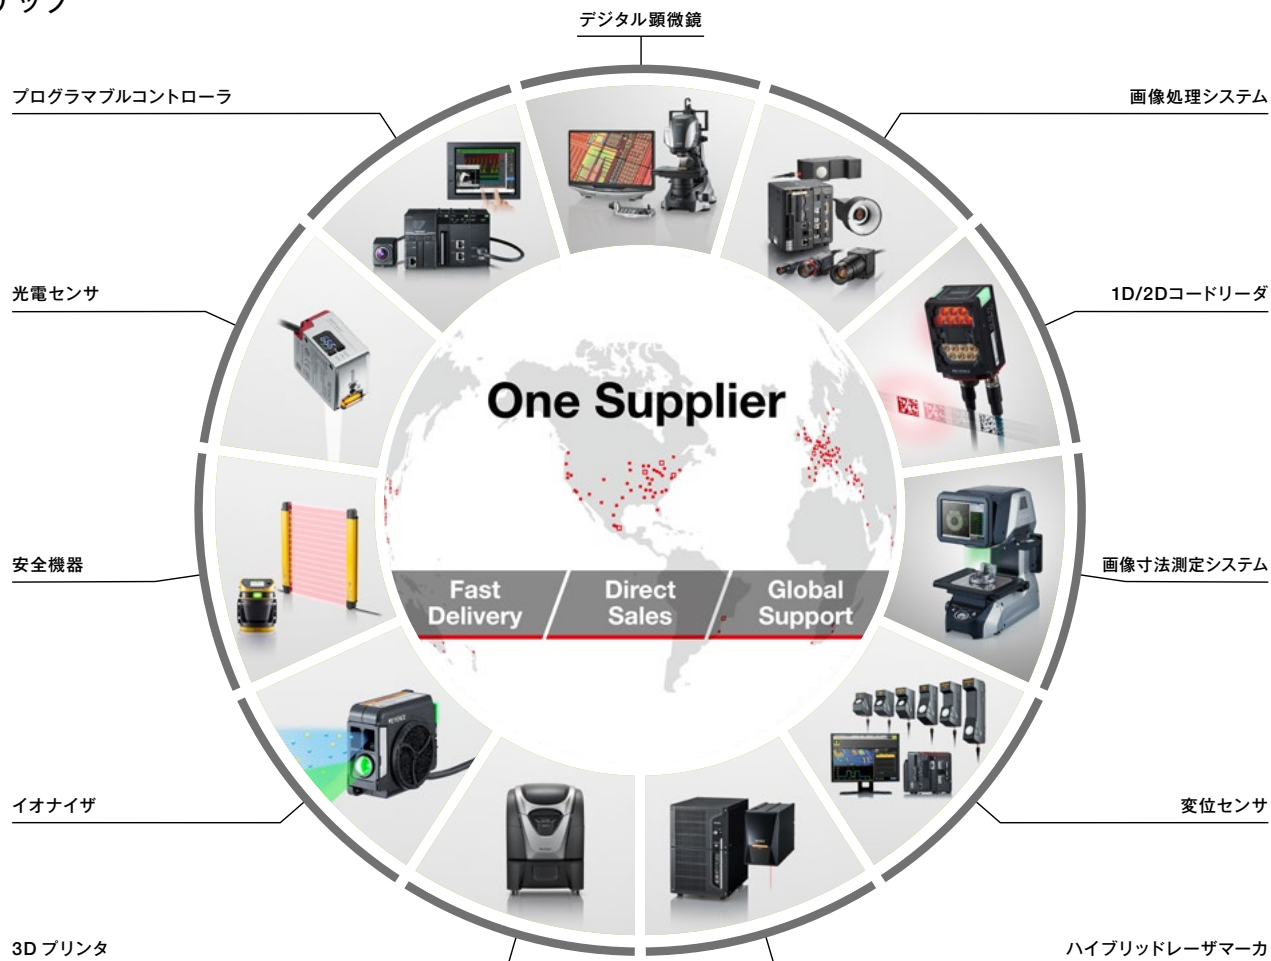 ナップ
デジタル顕微鏡
プログラマブルコントローラ
画像処理システム
光電センサ
1D/2Dコードリーダ
One Supplier
安全機器
画像寸法測定システム
Fast Delivery
Direct Sales
Global Support
イオナイザ
変位センサ
3D プリンタ
ハイブリッドレーザマーカ
KEYENCE